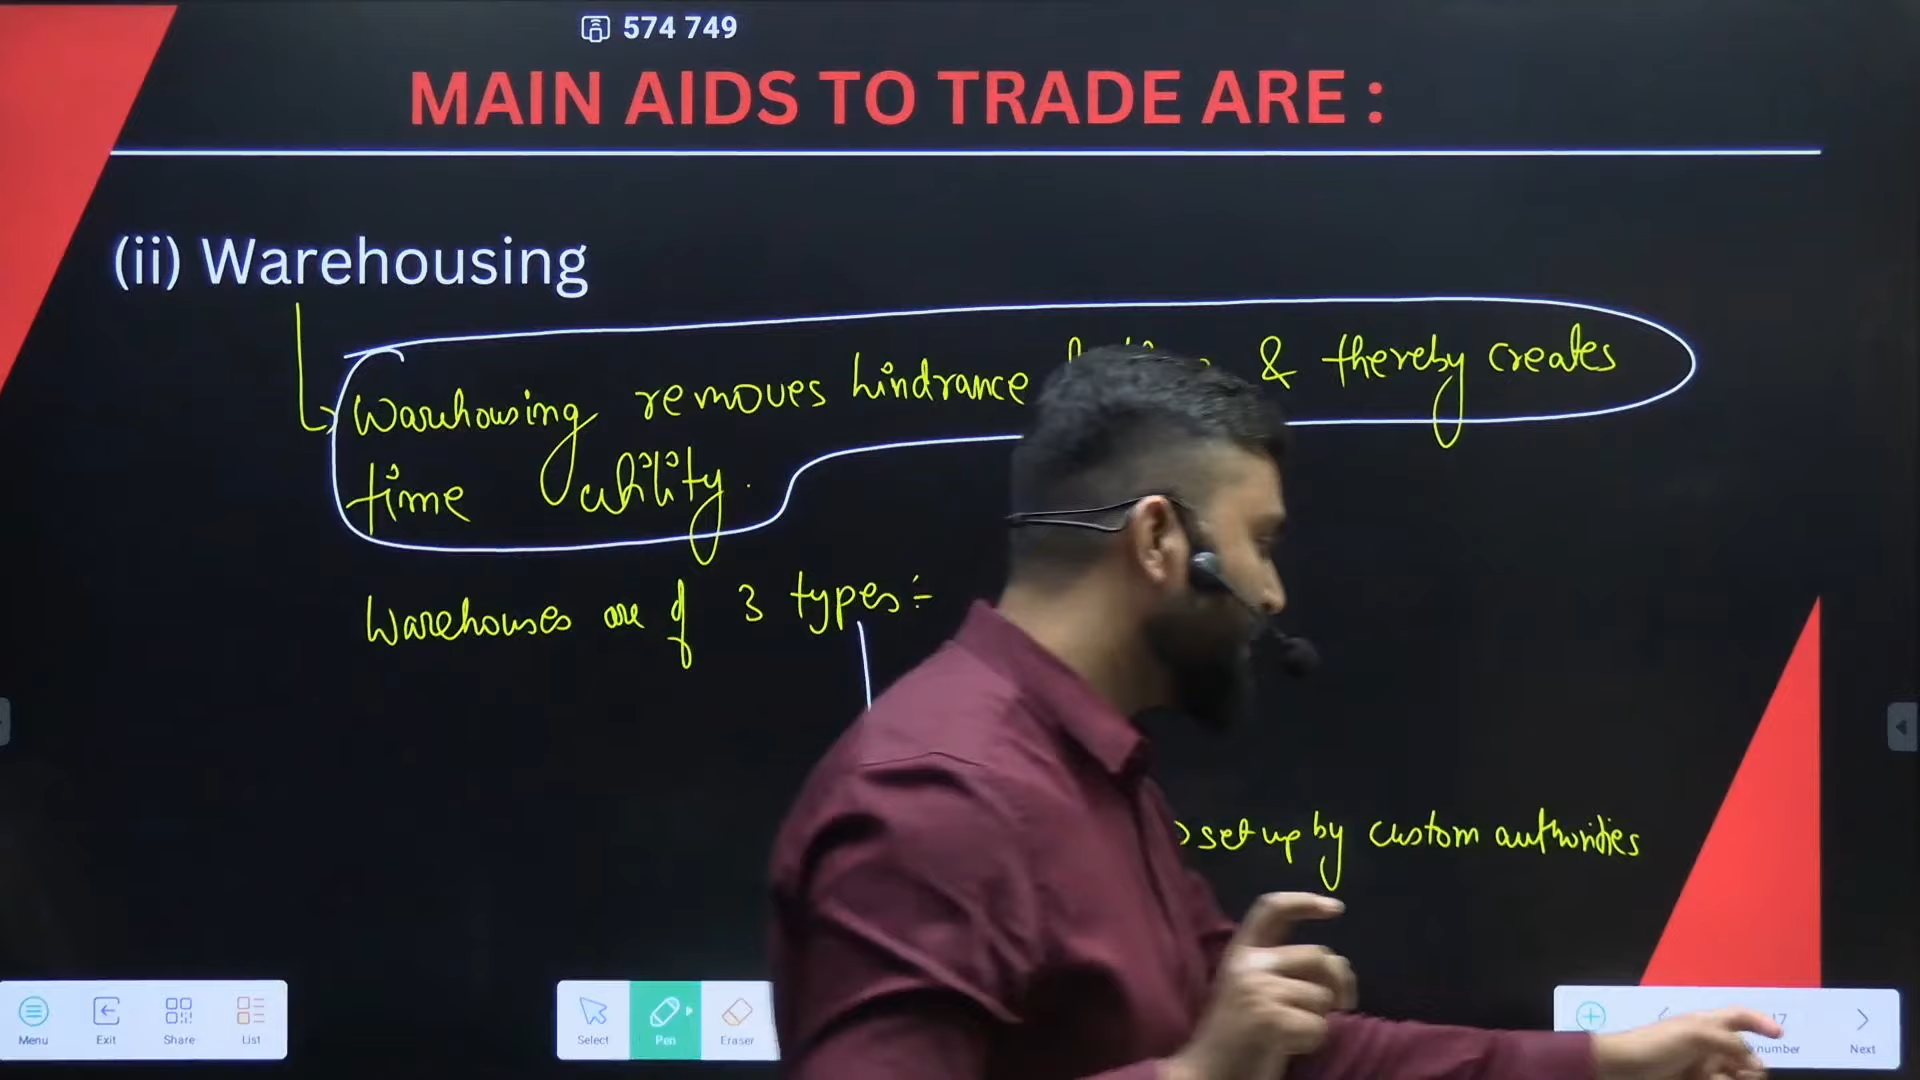 574 749
MAIN AIDS TO TRADE ARE :
(ii) Warehousing
Warehousing removes hindrance & thereby creates
time utility.
Warehouses are of 3 types :-
set up by custom authorities
Menu Exit Share List
Select Pen Eraser
number Next